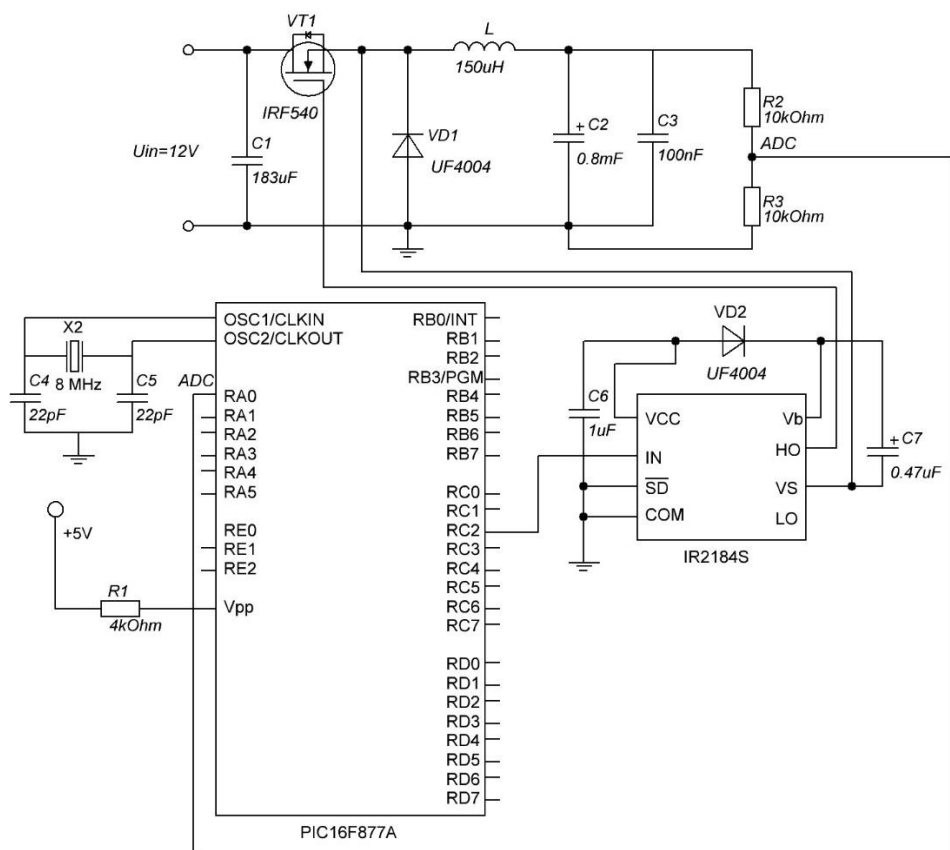 VT1
IRF540
L
150uH
Uin=12V
C1
183uF
VD1
UF4004
+ C2
0.8mF
C3
100nF
R2
10kOhm
ADC
R3
10kOhm
X2
8 MHz
C4
22pF
C5
22pF
ADC
+5V
R1
4kOhm
OSC1/CLKIN
OSC2/CLKOUT
RA0
RA1
RA2
RA3
RA4
RA5
RE0
RE1
RE2
Vpp
RB0/INT
RB1
RB2
RB3/PGM
RB4
RB5
RB6
RB7
RC0
RC1
RC2
RC3
RC4
RC5
RC6
RC7
RD0
RD1
RD2
RD3
RD4
RD5
RD6
RD7
PIC16F877A
VD2
UF4004
C6
1uF
VCC
IN
SD
COM
Vb
HO
VS
LO
IR2184S
+ C7
0.47uF